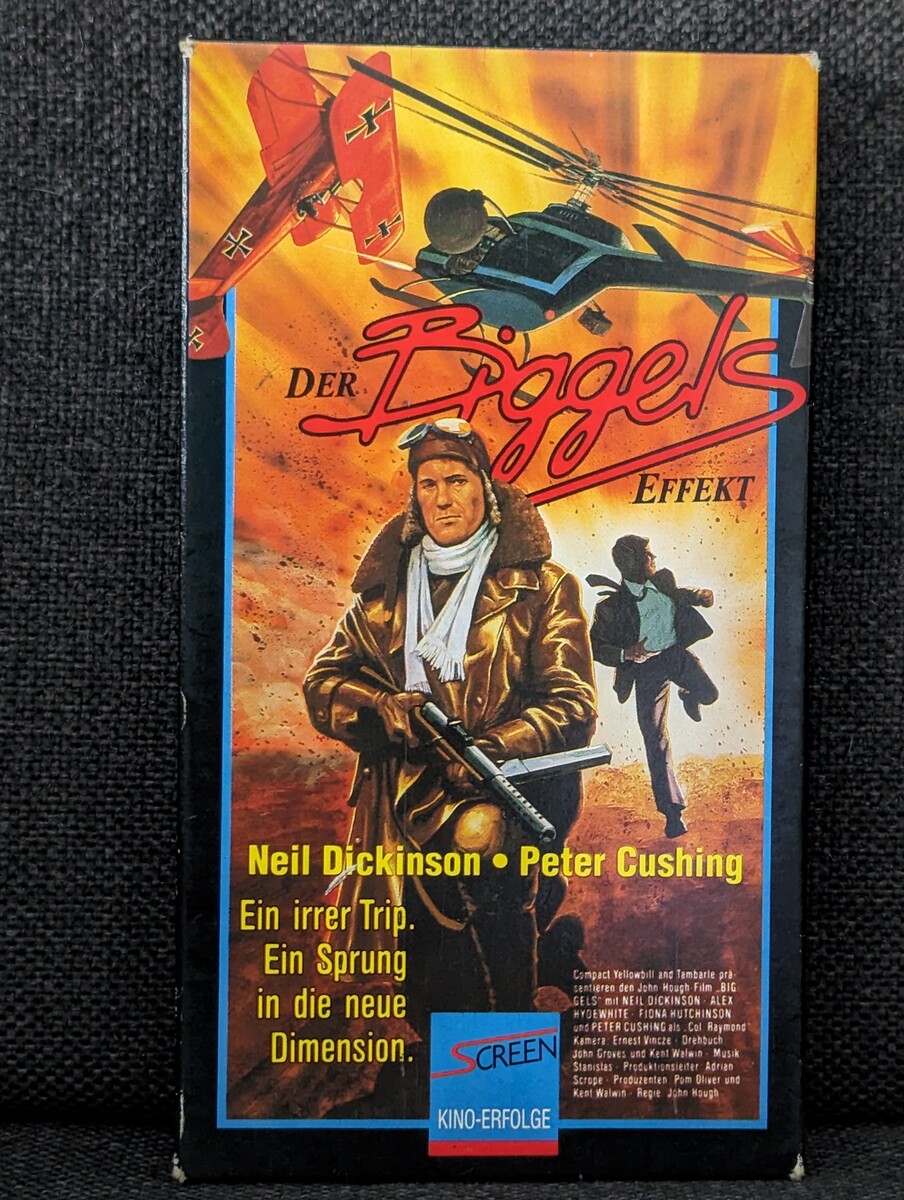 DER Biggels
EFFEKT
Neil Dickinson • Peter Cushing
Ein irrer Trip.
Ein Sprung
in die neue
Dimension.
Compact Yellowbill and Tambarle prä-
sentieren den John Hough Film „BIG
GELS" mit NEIL DICKINSON · ALEX
HYDEWHITE · FIONA HUTCHINSON
und PETER CUSHING als „Col. Raymond"
Kamera: Ernest Vincze · Drehbuch
John Groves und Kent Walwin · Musik
Stanislas · Produktionsleiter Adrian
Scrope · Produzenten Pom Oliver und
Kent Walwin · Regie John Hough
SCREEN
KINO-ERFOLGE